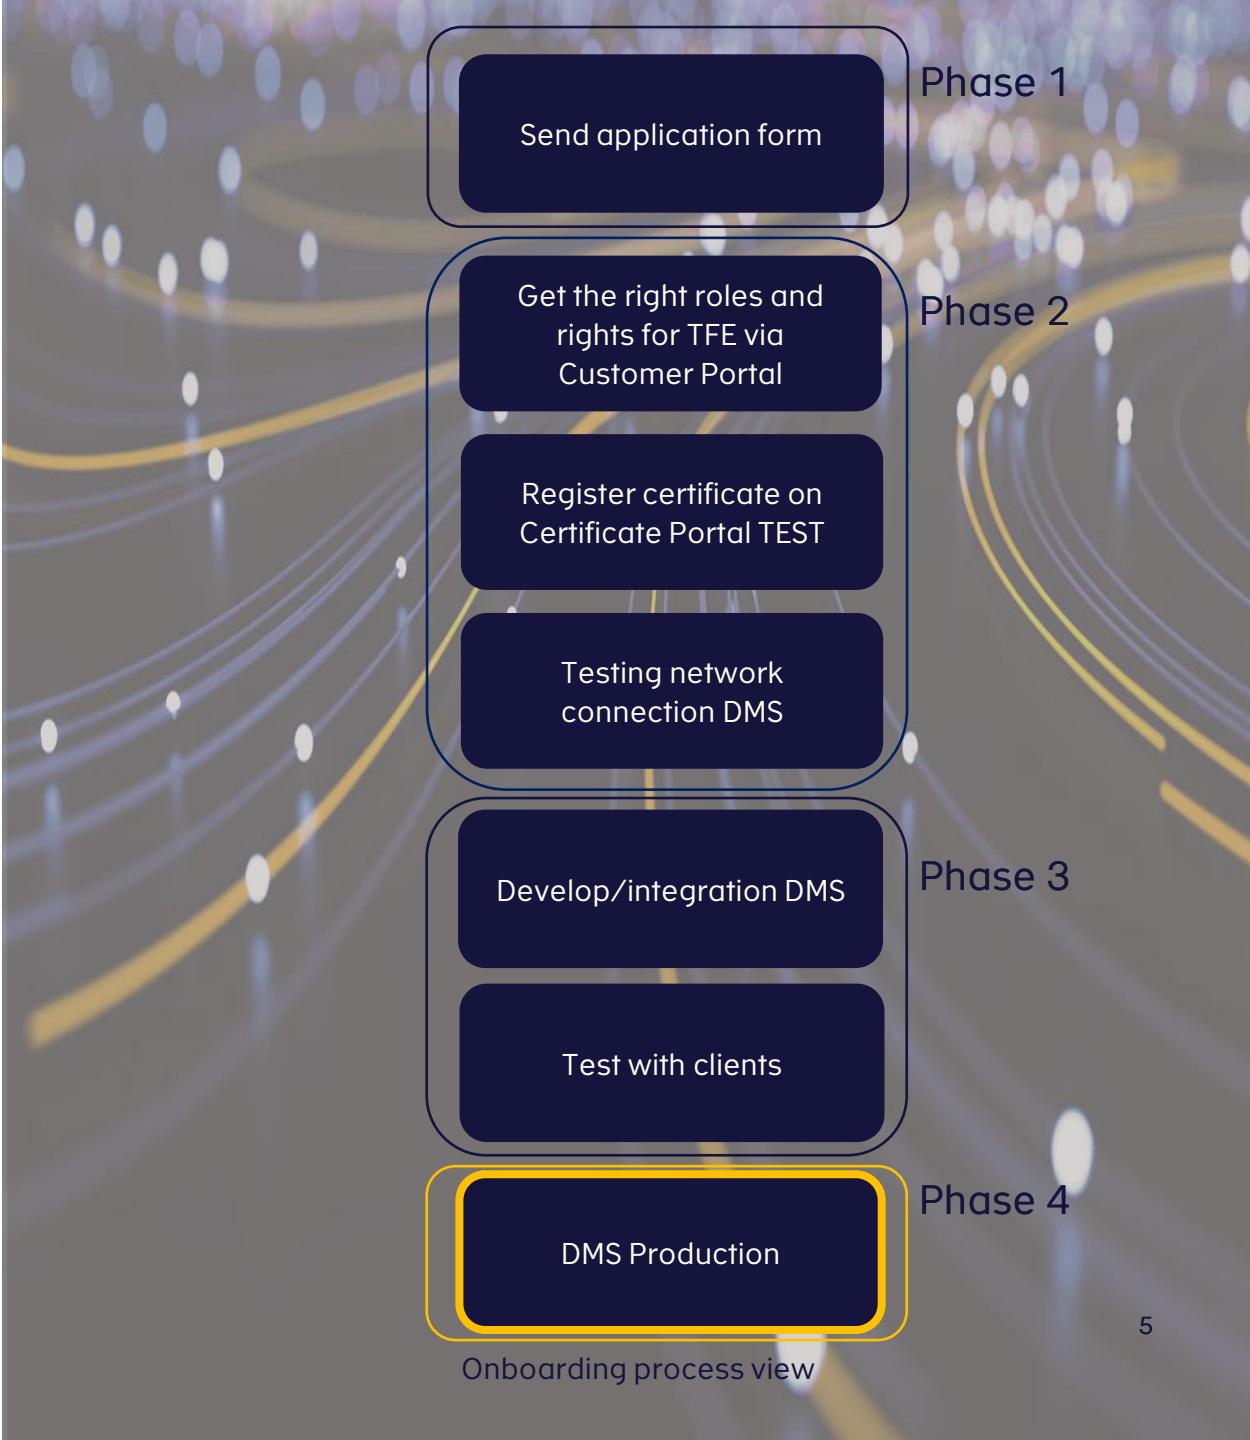 Phase 1
Send application form
Phase 2
Get the right roles and
rights for TFE via
Customer Portal
Register certificate on
Certificate Portal TEST
Testing network
connection DMS
Phase 3
Develop/integration DMS
Test with clients
Phase 4
DMS Production
5
Onboarding process view